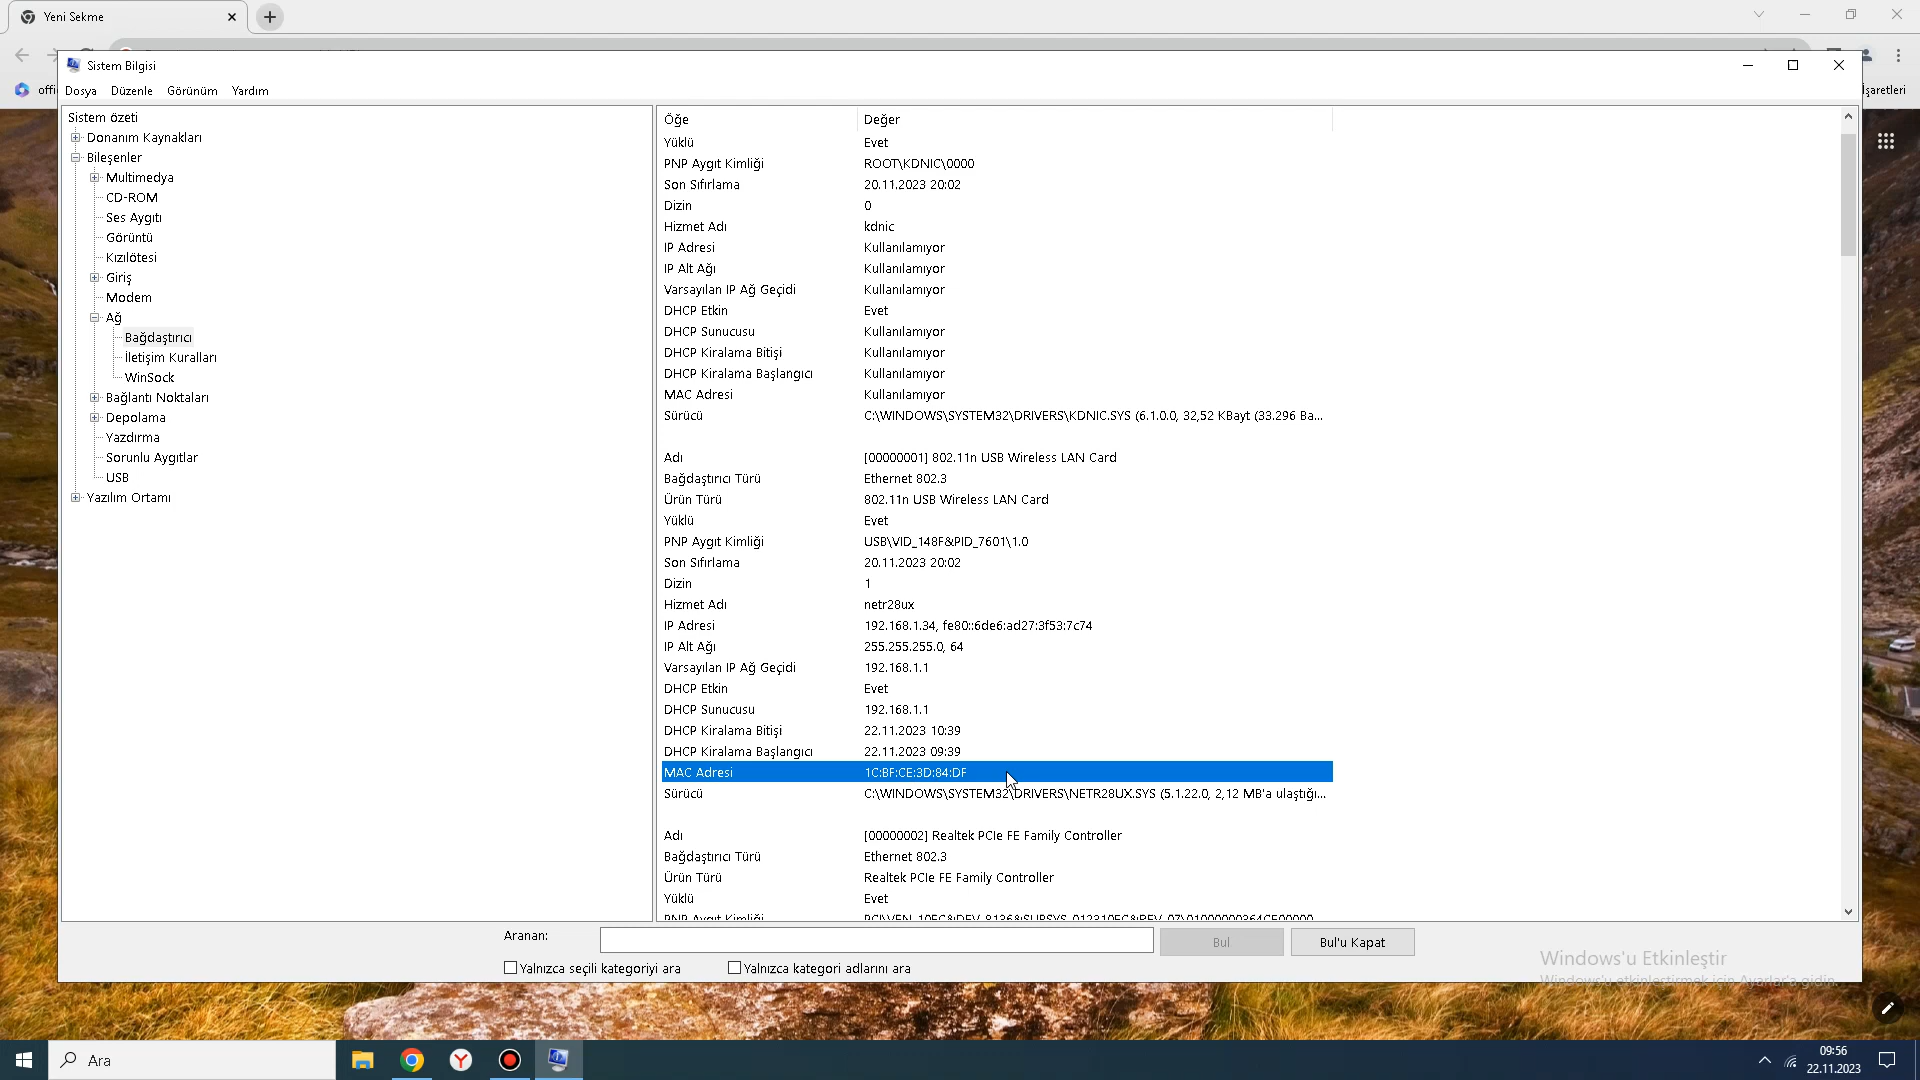 Yeni Sekme
offi
İşaretleri
Sistem Bilgisi
Dosya Düzenle Görünüm Yardım
Sistem özeti
Donanım Kaynakları
Bileşenler
Multimedya
CD-ROM
Ses Aygıtı
Görüntü
Kızılötesi
Giriş
Modem
Ağ
Bağdaştırıcı
İletişim Kuralları
WinSock
Bağlantı Noktaları
Depolama
Yazdırma
Sorunlu Aygıtlar
USB
Yazılım Ortamı
Öğe Değer
Yüklü Evet
PNP Aygıt Kimliği ROOT\KDNIC\0000
Son Sıfırlama 20.11.2023 20:02
Dizin 0
Hizmet Adı kdnic
IP Adresi Kullanılamıyor
IP Alt Ağı Kullanılamıyor
Varsayılan IP Ağ Geçidi Kullanılamıyor
DHCP Etkin Evet
DHCP Sunucusu Kullanılamıyor
DHCP Kiralama Bitişi Kullanılamıyor
DHCP Kiralama Başlangıcı Kullanılamıyor
MAC Adresi Kullanılamıyor
Sürücü C:\WINDOWS\SYSTEM32\DRIVERS\KDNIC.SYS (6.1.0.0, 32,52 KBayt (33.296 Ba...
Adı [00000001] 802.11n USB Wireless LAN Card
Bağdaştırıcı Türü Ethernet 802.3
Ürün Türü 802.11n USB Wireless LAN Card
Yüklü Evet
PNP Aygıt Kimliği USB\VID_148F&PID_7601\1.0
Son Sıfırlama 20.11.2023 20:02
Dizin 1
Hizmet Adı netr28ux
IP Adresi 192.168.1.34, fe80::6de6:ad27:3f53:7c74
IP Alt Ağı 255.255.255.0, 64
Varsayılan IP Ağ Geçidi 192.168.1.1
DHCP Etkin Evet
DHCP Sunucusu 192.168.1.1
DHCP Kiralama Bitişi 22.11.2023 10:39
DHCP Kiralama Başlangıcı 22.11.2023 09:39
MAC Adresi 1C:BF:CE:3D:84:DF
Sürücü C:\WINDOWS\SYSTEM32\DRIVERS\NETR28UX.SYS (5.1.22.0, 2,12 MB'a ulaştığı...
Adı [00000002] Realtek PCIe FE Family Controller
Bağdaştırıcı Türü Ethernet 802.3
Ürün Türü Realtek PCIe FE Family Controller
Yüklü Evet
PNP Aygıt Kimliği
Aranan: Bul Bul'u Kapat
Yalnızca seçili kategoriyi ara Yalnızca kategori adlarını ara
Windows'u Etkinleştir
Windows'u etkinleştirmek için Ayarlar'a gidin.
Ara
09:56
22.11.2023